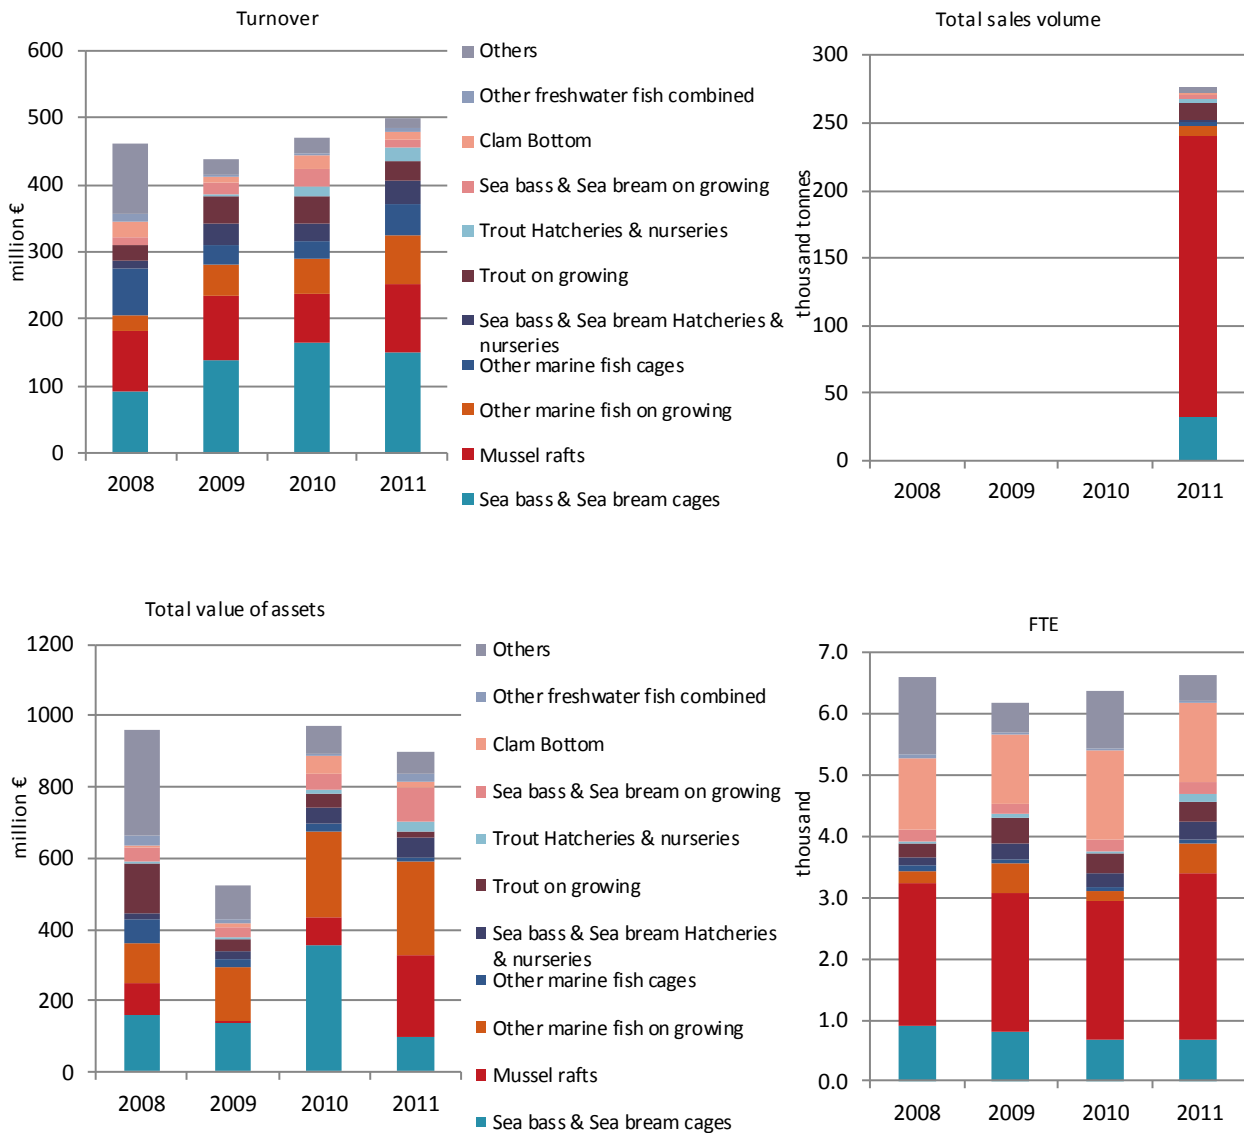 Turnover
600
500
400
300
200
100
0
million €
2008
2009
2010
2011
Others
Other freshwater fish combined
Clam Bottom
Sea bass & Sea bream on growing
Trout Hatcheries & nurseries
Trout on growing
Sea bass & Sea bream Hatcheries &
nurseries
Other marine fish cages
Other marine fish on growing
Mussel rafts
Sea bass & Sea bream cages
Total sales volume
300
250
200
150
100
50
0
thousand tonnes
2008
2009
2010
2011
Total value of assets
1200
1000
800
600
400
200
0
million €
2008
2009
2010
2011
Others
Other freshwater fish combined
Clam Bottom
Sea bass & Sea bream on growing
Trout Hatcheries & nurseries
Trout on growing
Sea bass & Sea bream Hatcheries
& nurseries
Other marine fish cages
Other marine fish on growing
Mussel rafts
Sea bass & Sea bream cages
FTE
7.0
6.0
5.0
4.0
3.0
2.0
1.0
0.0
thousand
2008
2009
2010
2011